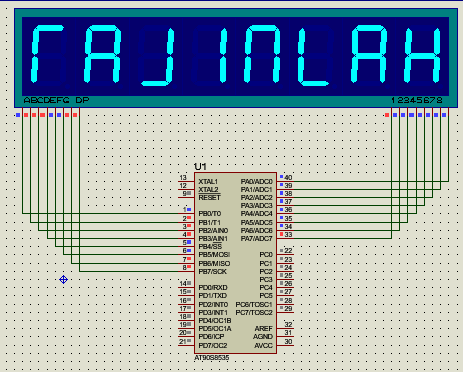 ΓAJINLAH
ABCDEFG DP 12345678
U1
13 XTAL1 PA0/ADC0 40
12 XTAL2 PA1/ADC1 39
9 RESET PA2/ADC2 38
PA3/ADC3 37
1 PB0/T0 PA4/ADC4 36
2 PB1/T1 PA5/ADC5 35
3 PB2/AIN0 PA6/ADC6 34
4 PB3/AIN1 PA7/ADC7 33
5 PB4/SS
6 PB5/MOSI PC0 22
7 PB6/MISO PC1 23
8 PB7/SCK PC2 24
PC3 25
14 PD0/RXD PC4 26
15 PD1/TXD PC5 27
16 PD2/INT0 PC6/TOSC1 28
17 PD3/INT1 PC7/TOSC2 29
18 PD4/OC1B
19 PD5/OC1A AREF 32
20 PD6/ICP AGND 31
21 PD7/OC2 AVCC 30
AT90S8535